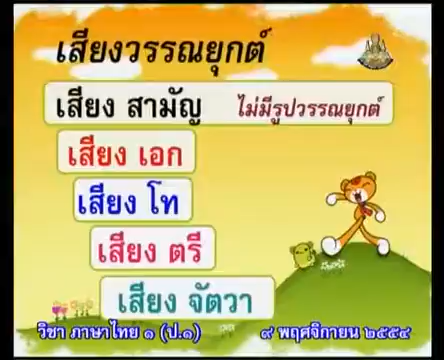 เสียงวรรณยุกต์
เสียง สามัญ ไม่มีรูปวรรณยุกต์
เสียง เอก
เสียง โท
เสียง ตรี
เสียง จัตวา
วิชา ภาษาไทย ๑ (ป.๑) ๙ พฤศจิกายน ๒๕๕๔